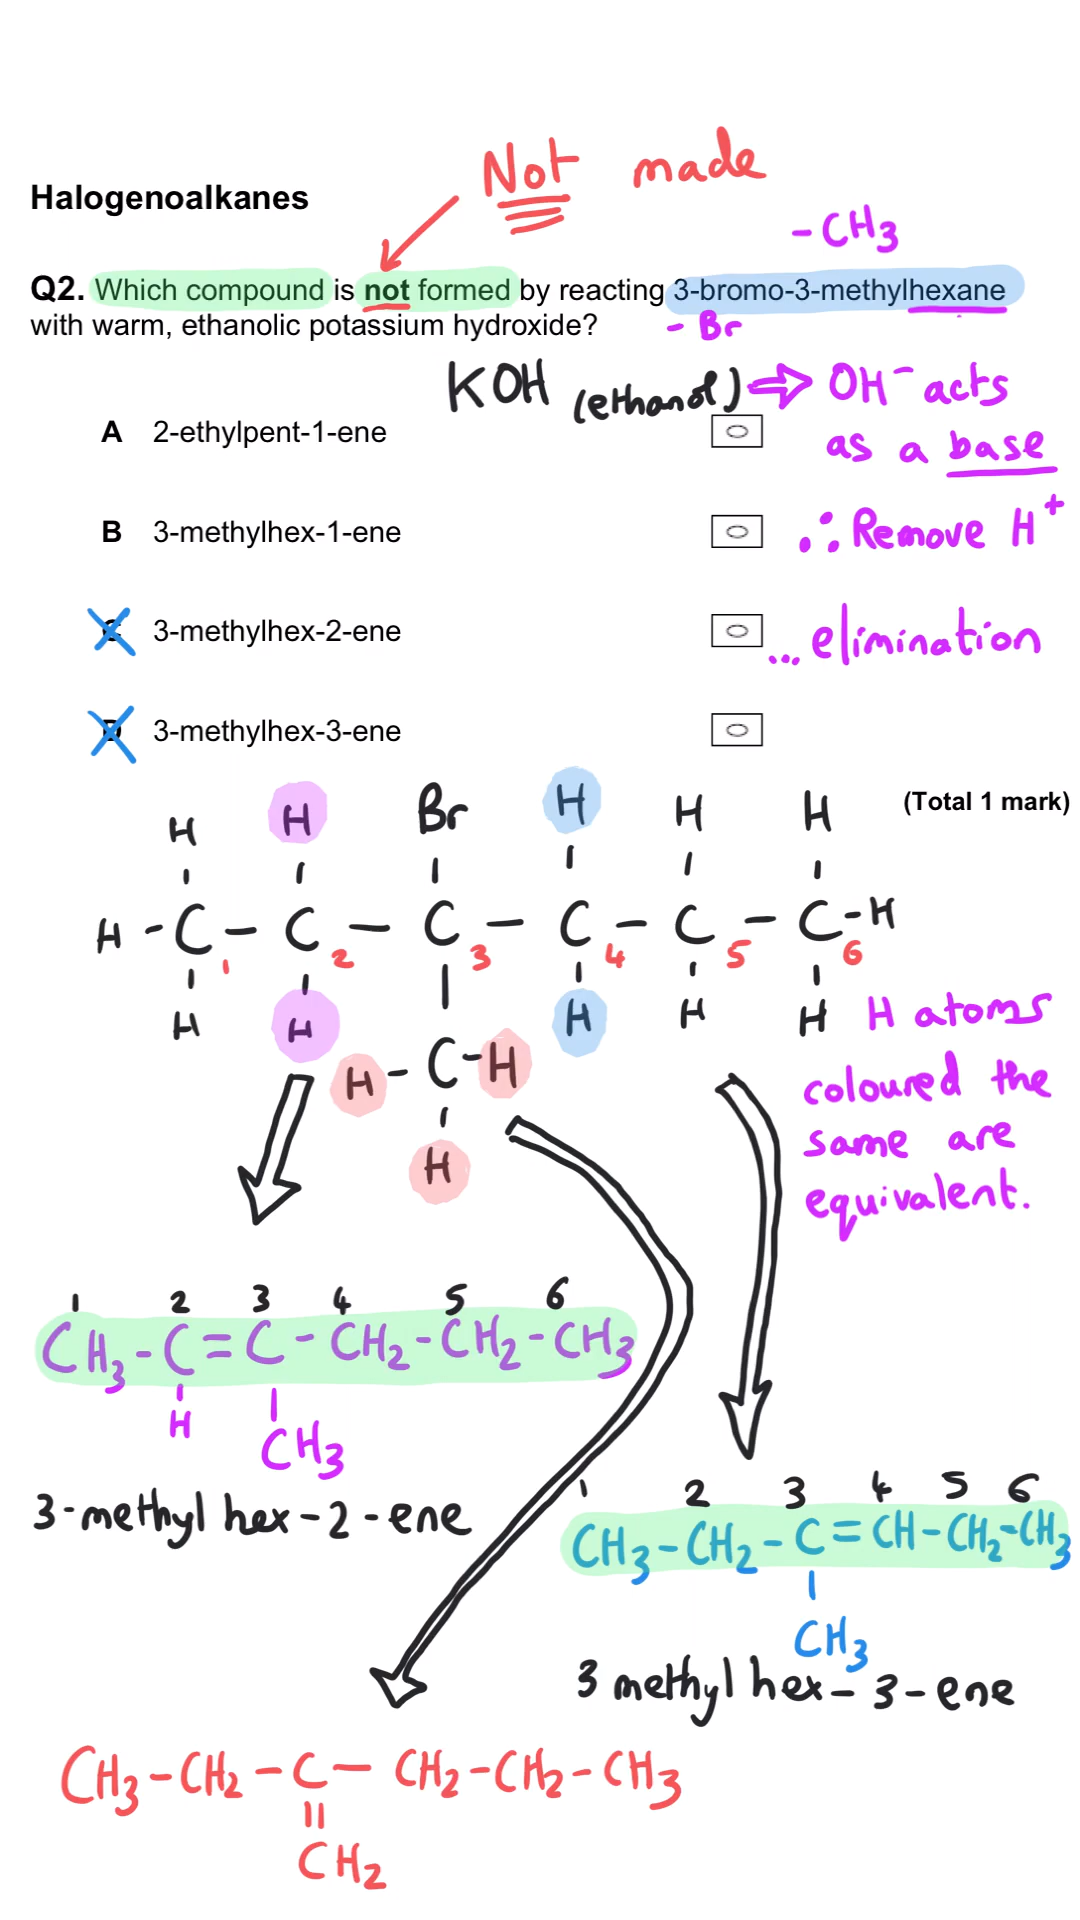 Not made
Halogenoalkanes
-CH3
Q2. Which compound is not formed by reacting 3-bromo-3-methylhexane
with warm, ethanolic potassium hydroxide?
- Br
KOH (ethanol) ⇒ OH⁻ acts
as a base
A 2-ethylpent-1-ene
B 3-methylhex-1-ene
∴ Remove H⁺
C 3-methylhex-2-ene
... elimination
D 3-methylhex-3-ene
(Total 1 mark)
H H Br H H H
H - C - C - C - C - C - C - H
1 2 3 4 5 6
H H H H H
H - C - H
H
H atoms
coloured the
same are
equivalent.
1 2 3 4 5 6
CH3 - C = C - CH2 - CH2 - CH3
H
CH3
3-methyl hex-2-ene
1 2 3 4 5 6
CH3 - CH2 - C = CH - CH2 - CH3
CH3
3 methyl hex-3-ene
CH3 - CH2 - C - CH2 - CH2 - CH3
CH2